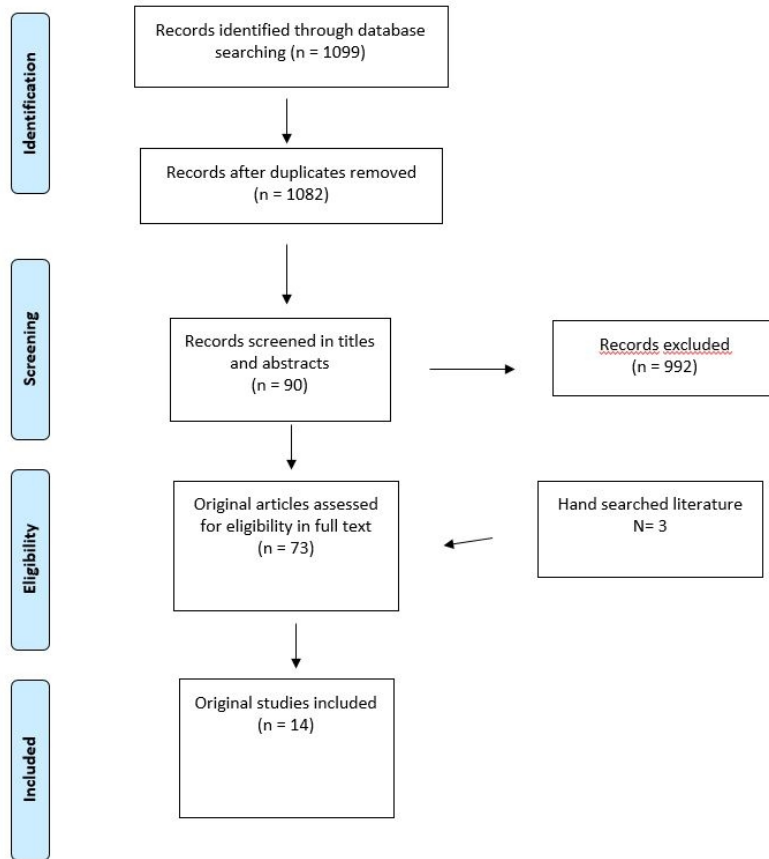 Identification
Records identified through database
searching (n = 1099)
Records after duplicates removed
(n = 1082)
Screening
Records screened in titles
and abstracts
(n = 90)
Records excluded
(n = 992)
Eligibility
Original articles assessed
for eligibility in full text
(n = 73)
Hand searched literature
N= 3
Included
Original studies included
(n = 14)